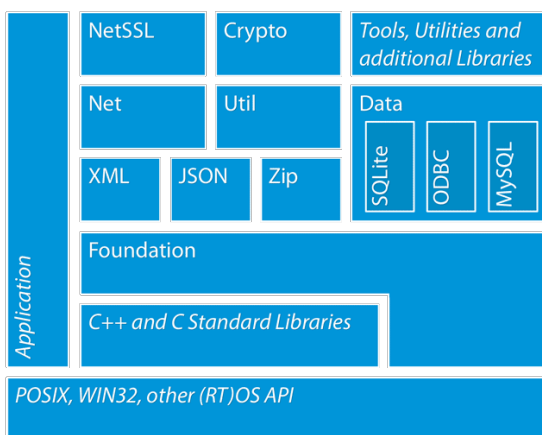 NetSSL
Crypto
Tools, Utilities and
additional Libraries
Net
Util
Data
SQLite
ODBC
MySQL
XML
JSON
Zip
Foundation
Application
C++ and C Standard Libraries
POSIX, WIN32, other (RT)OS API